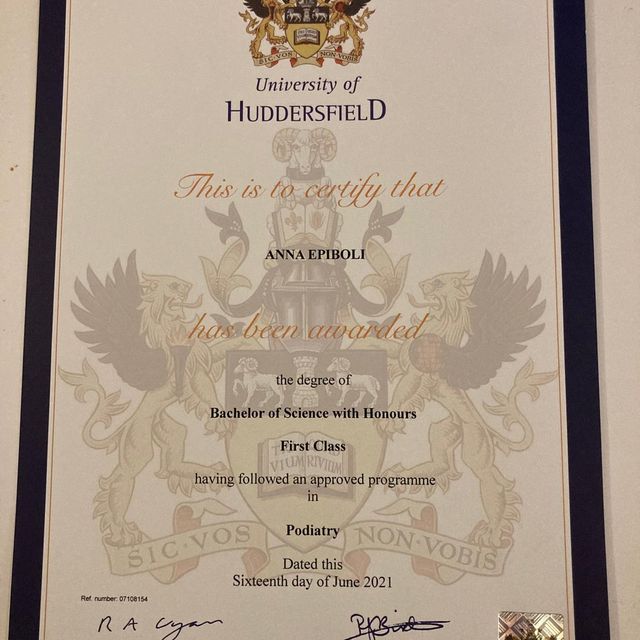 SIC·VOS NON·VOBIS
University of
HUDDERSFIELD
This is to certify that
ANNA EPIBOLI
has been awarded
the degree of
Bachelor of Science with Honours
First Class
having followed an approved programme
in
Podiatry
Dated this
Sixteenth day of June 2021
SIC·VOS NON·VOBIS
Ref. number: 07108154